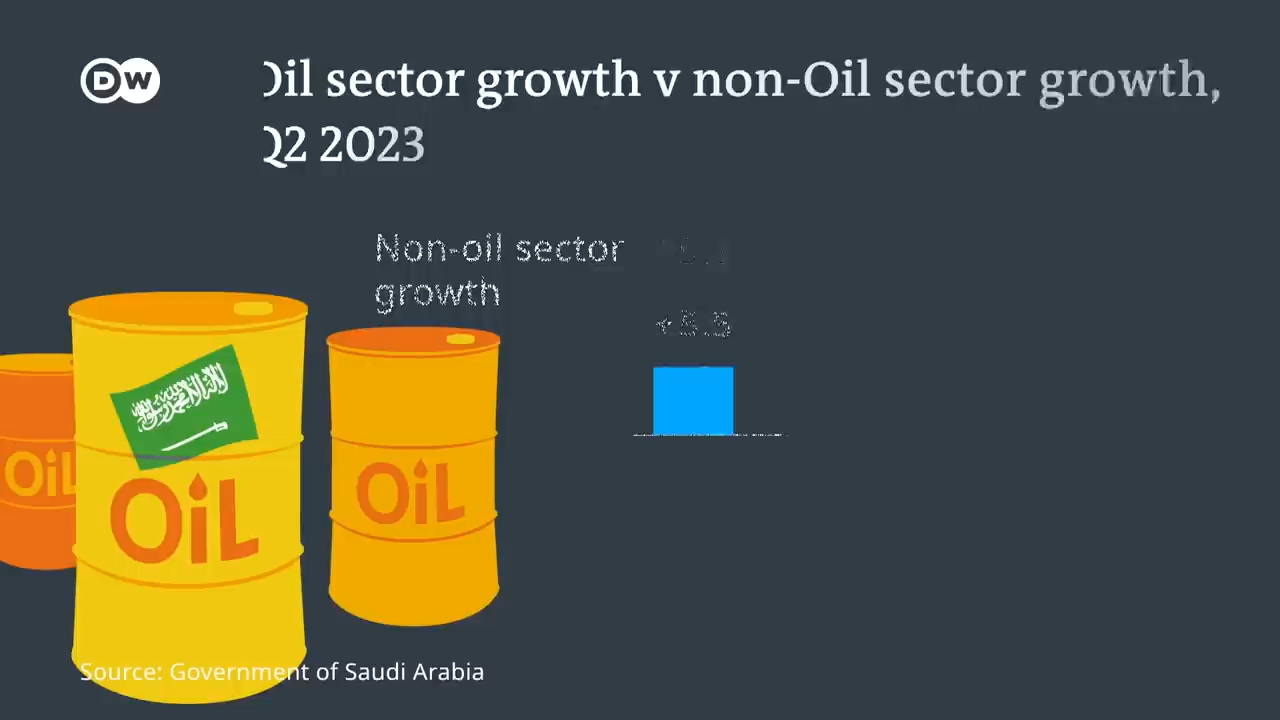 DW
Oil sector growth v non-Oil sector growth,
Q2 2023
Non-oil sector
growth
OiL
OiL
OiL
Source: Government of Saudi Arabia